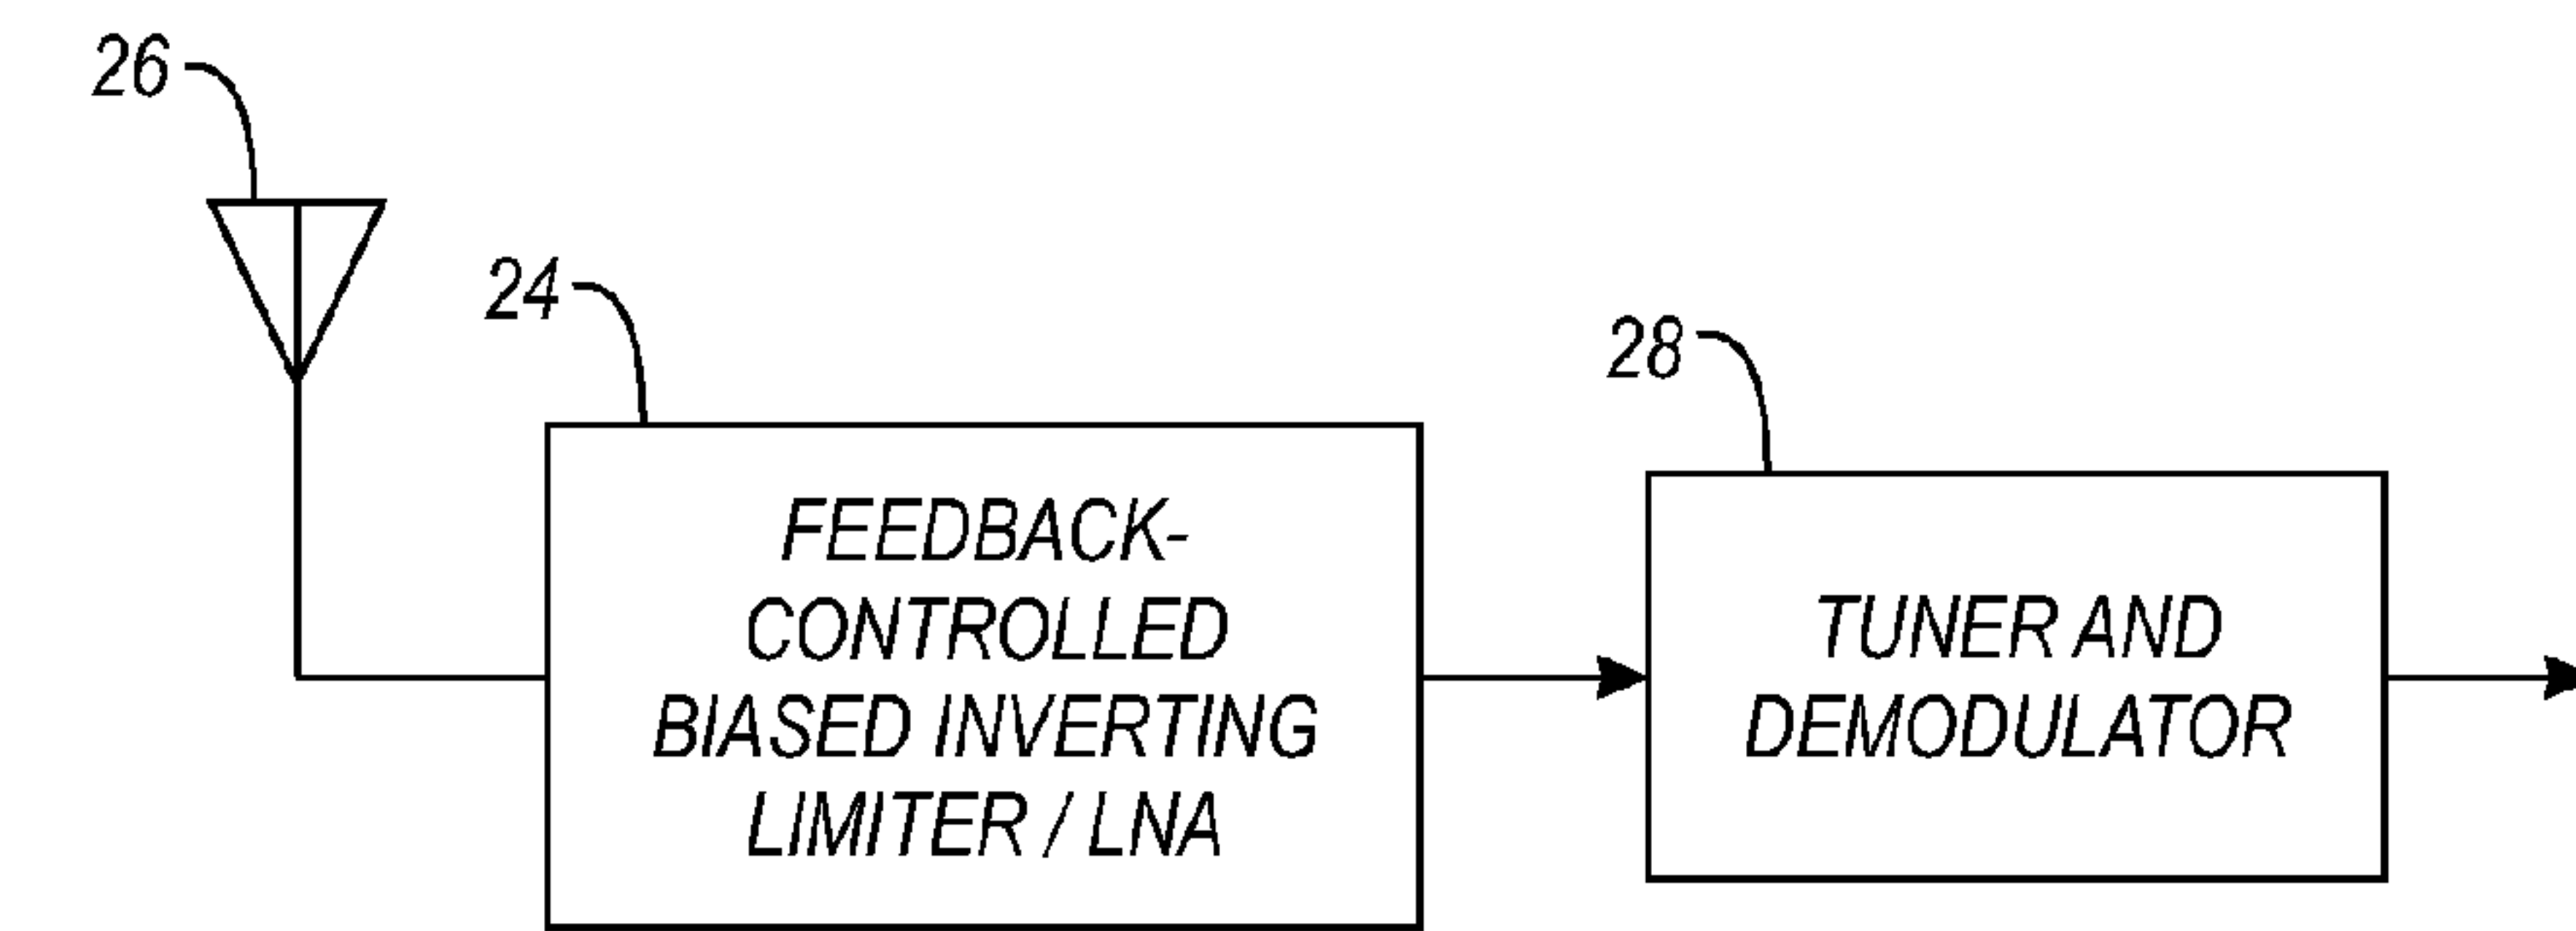 26
24
28
FEEDBACK-
CONTROLLED
BIASED INVERTING
LIMITER / LNA
TUNER AND
DEMODULATOR